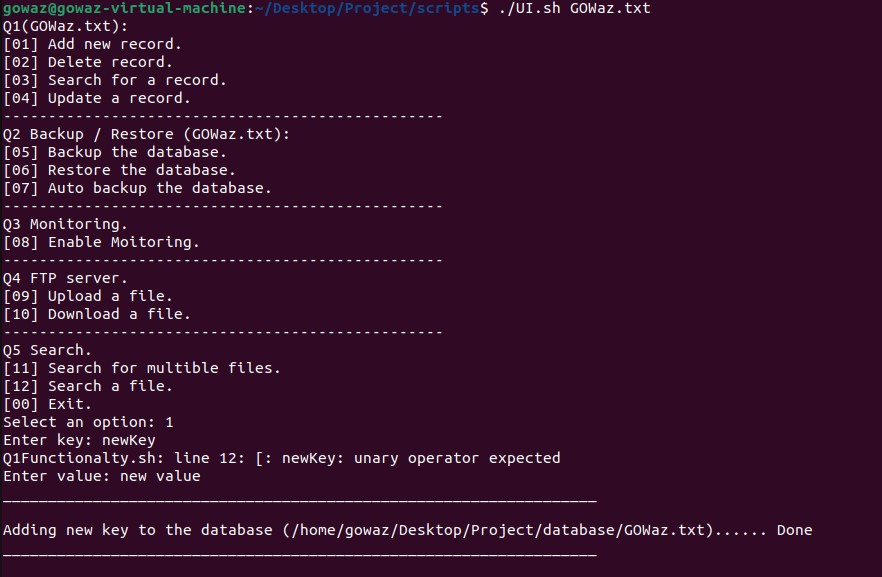 gowaz@gowaz-virtual-machine:~/Desktop/Project/scripts$ ./UI.sh GOWaz.txt
Q1(GOWaz.txt):
[01] Add new record.
[02] Delete record.
[03] Search for a record.
[04] Update a record.
-------------------------------------------------
Q2 Backup / Restore (GOWaz.txt):
[05] Backup the database.
[06] Restore the database.
[07] Auto backup the database.
-------------------------------------------------
Q3 Monitoring.
[08] Enable Moitoring.
-------------------------------------------------
Q4 FTP server.
[09] Upload a file.
[10] Download a file.
-------------------------------------------------
Q5 Search.
[11] Search for multible files.
[12] Search a file.
[00] Exit.
Select an option: 1
Enter key: newKey
Q1Functionalty.sh: line 12: [: newKey: unary operator expected
Enter value: new value
__________________________________________________________________
Adding new key to the database (/home/gowaz/Desktop/Project/database/GOWaz.txt)...... Done
__________________________________________________________________